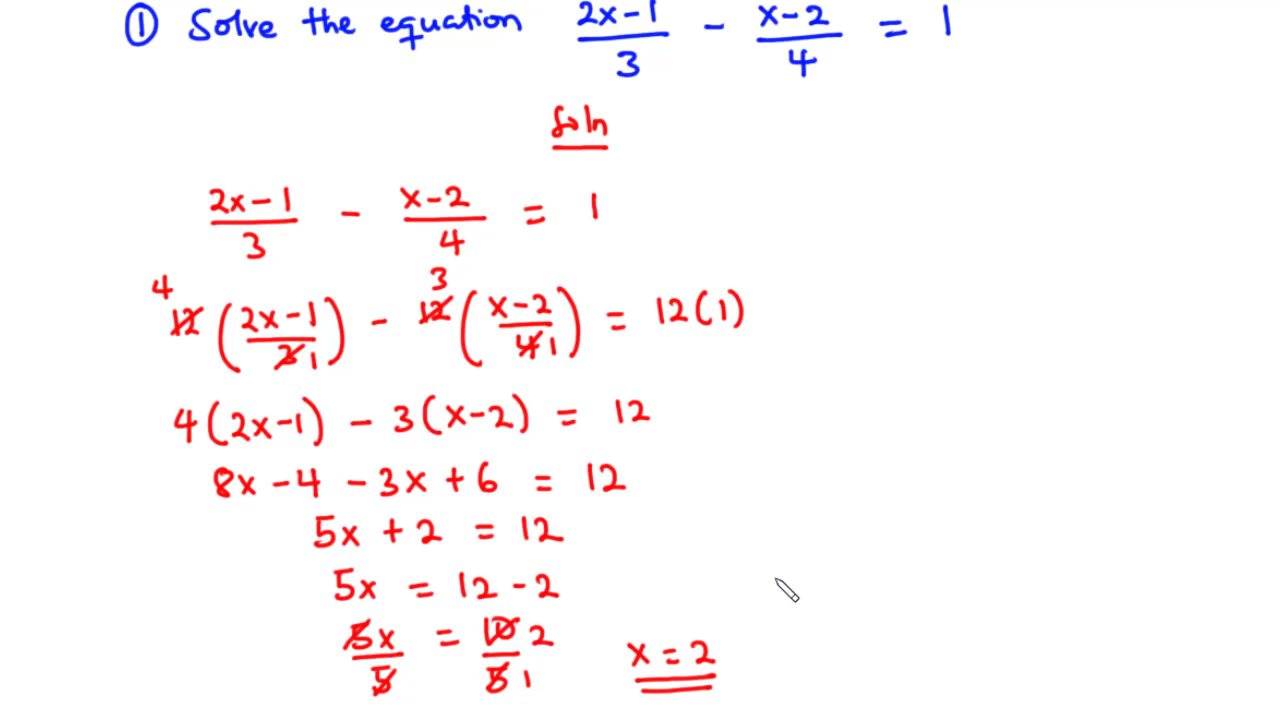 ① Solve the equation (2x-1)/3 - (x-2)/4 = 1
Soln
(2x-1)/3 - (x-2)/4 = 1
4 3
12((2x-1)/3 1) - 12((x-2)/4 1) = 12(1)
4(2x-1) - 3(x-2) = 12
8x - 4 - 3x + 6 = 12
5x + 2 = 12
5x = 12 - 2
5x/5 = 10 2/5 1
x = 2